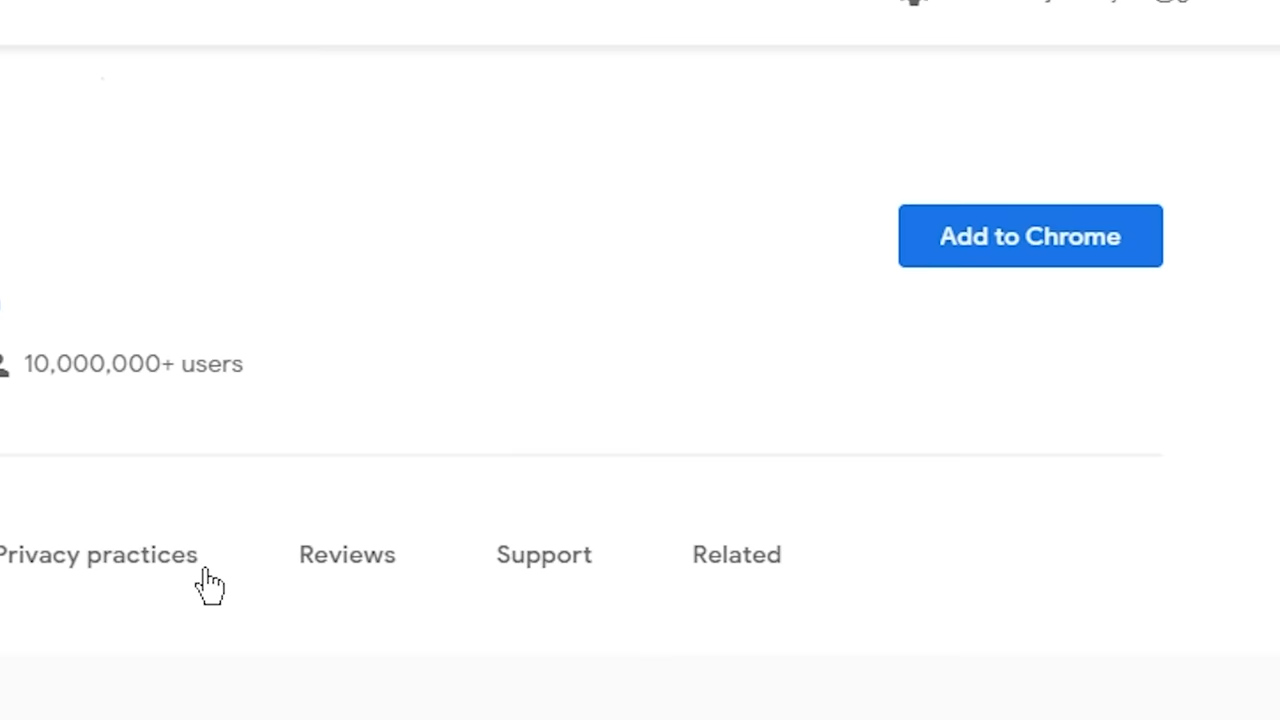 Add to Chrome
10,000,000+ users
Privacy practices Reviews Support Related